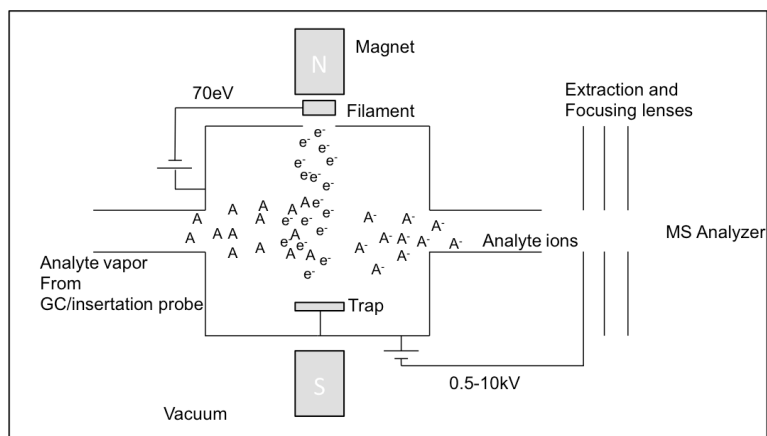 N
Magnet
70eV
Filament
Extraction and
Focusing lenses
e⁻
e⁻
e⁻
e⁻
e⁻
e⁻
e⁻e⁻
e⁻
A A A A A e⁻ A⁻ A⁻
A e⁻ e⁻ e⁻ A⁻
A A A e⁻ A e⁻ A⁻ A⁻ A⁻ A⁻
A A A e⁻ A e⁻ A⁻ A⁻
e⁻ A⁻
Analyte ions
MS Analyzer
Analyte vapor
From
GC/insertation probe
Trap
S
0.5-10kV
Vacuum